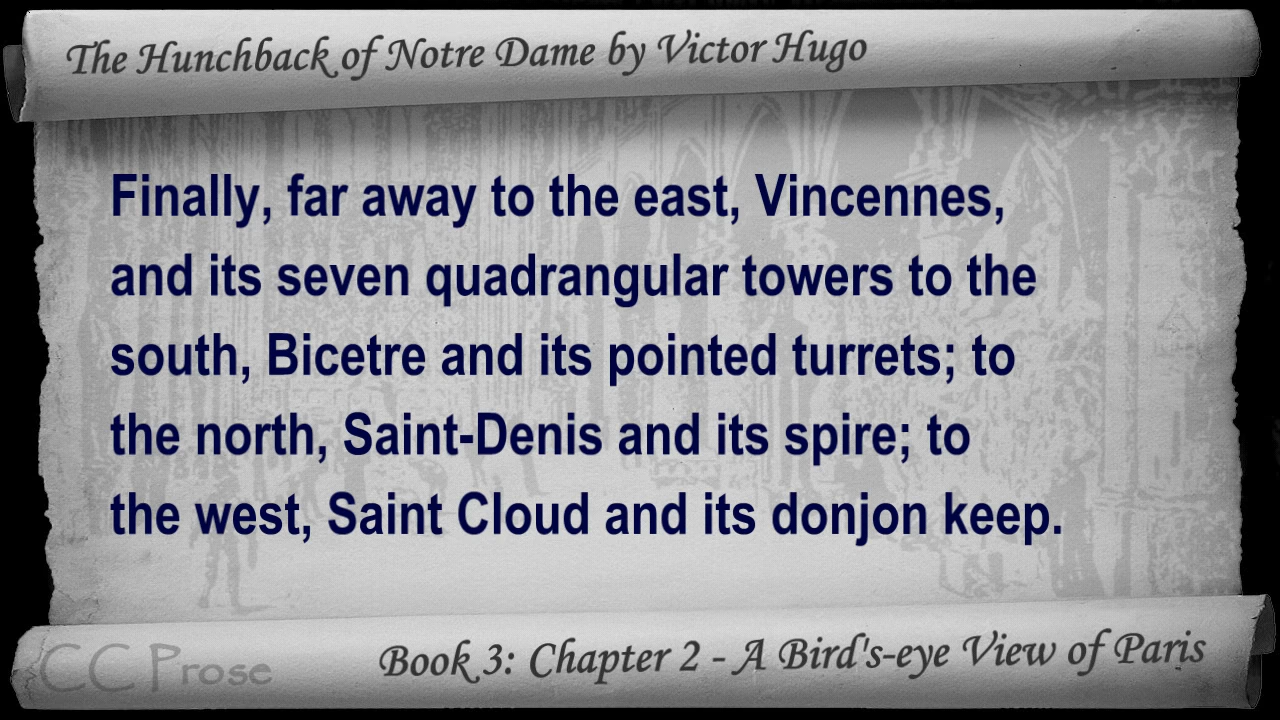 The Hunchback of Notre Dame by Victor Hugo
Finally, far away to the east, Vincennes,
and its seven quadrangular towers to the
south, Bicetre and its pointed turrets; to
the north, Saint-Denis and its spire; to
the west, Saint Cloud and its donjon keep.
CC Prose
Book 3: Chapter 2 - A Bird's-eye View of Paris